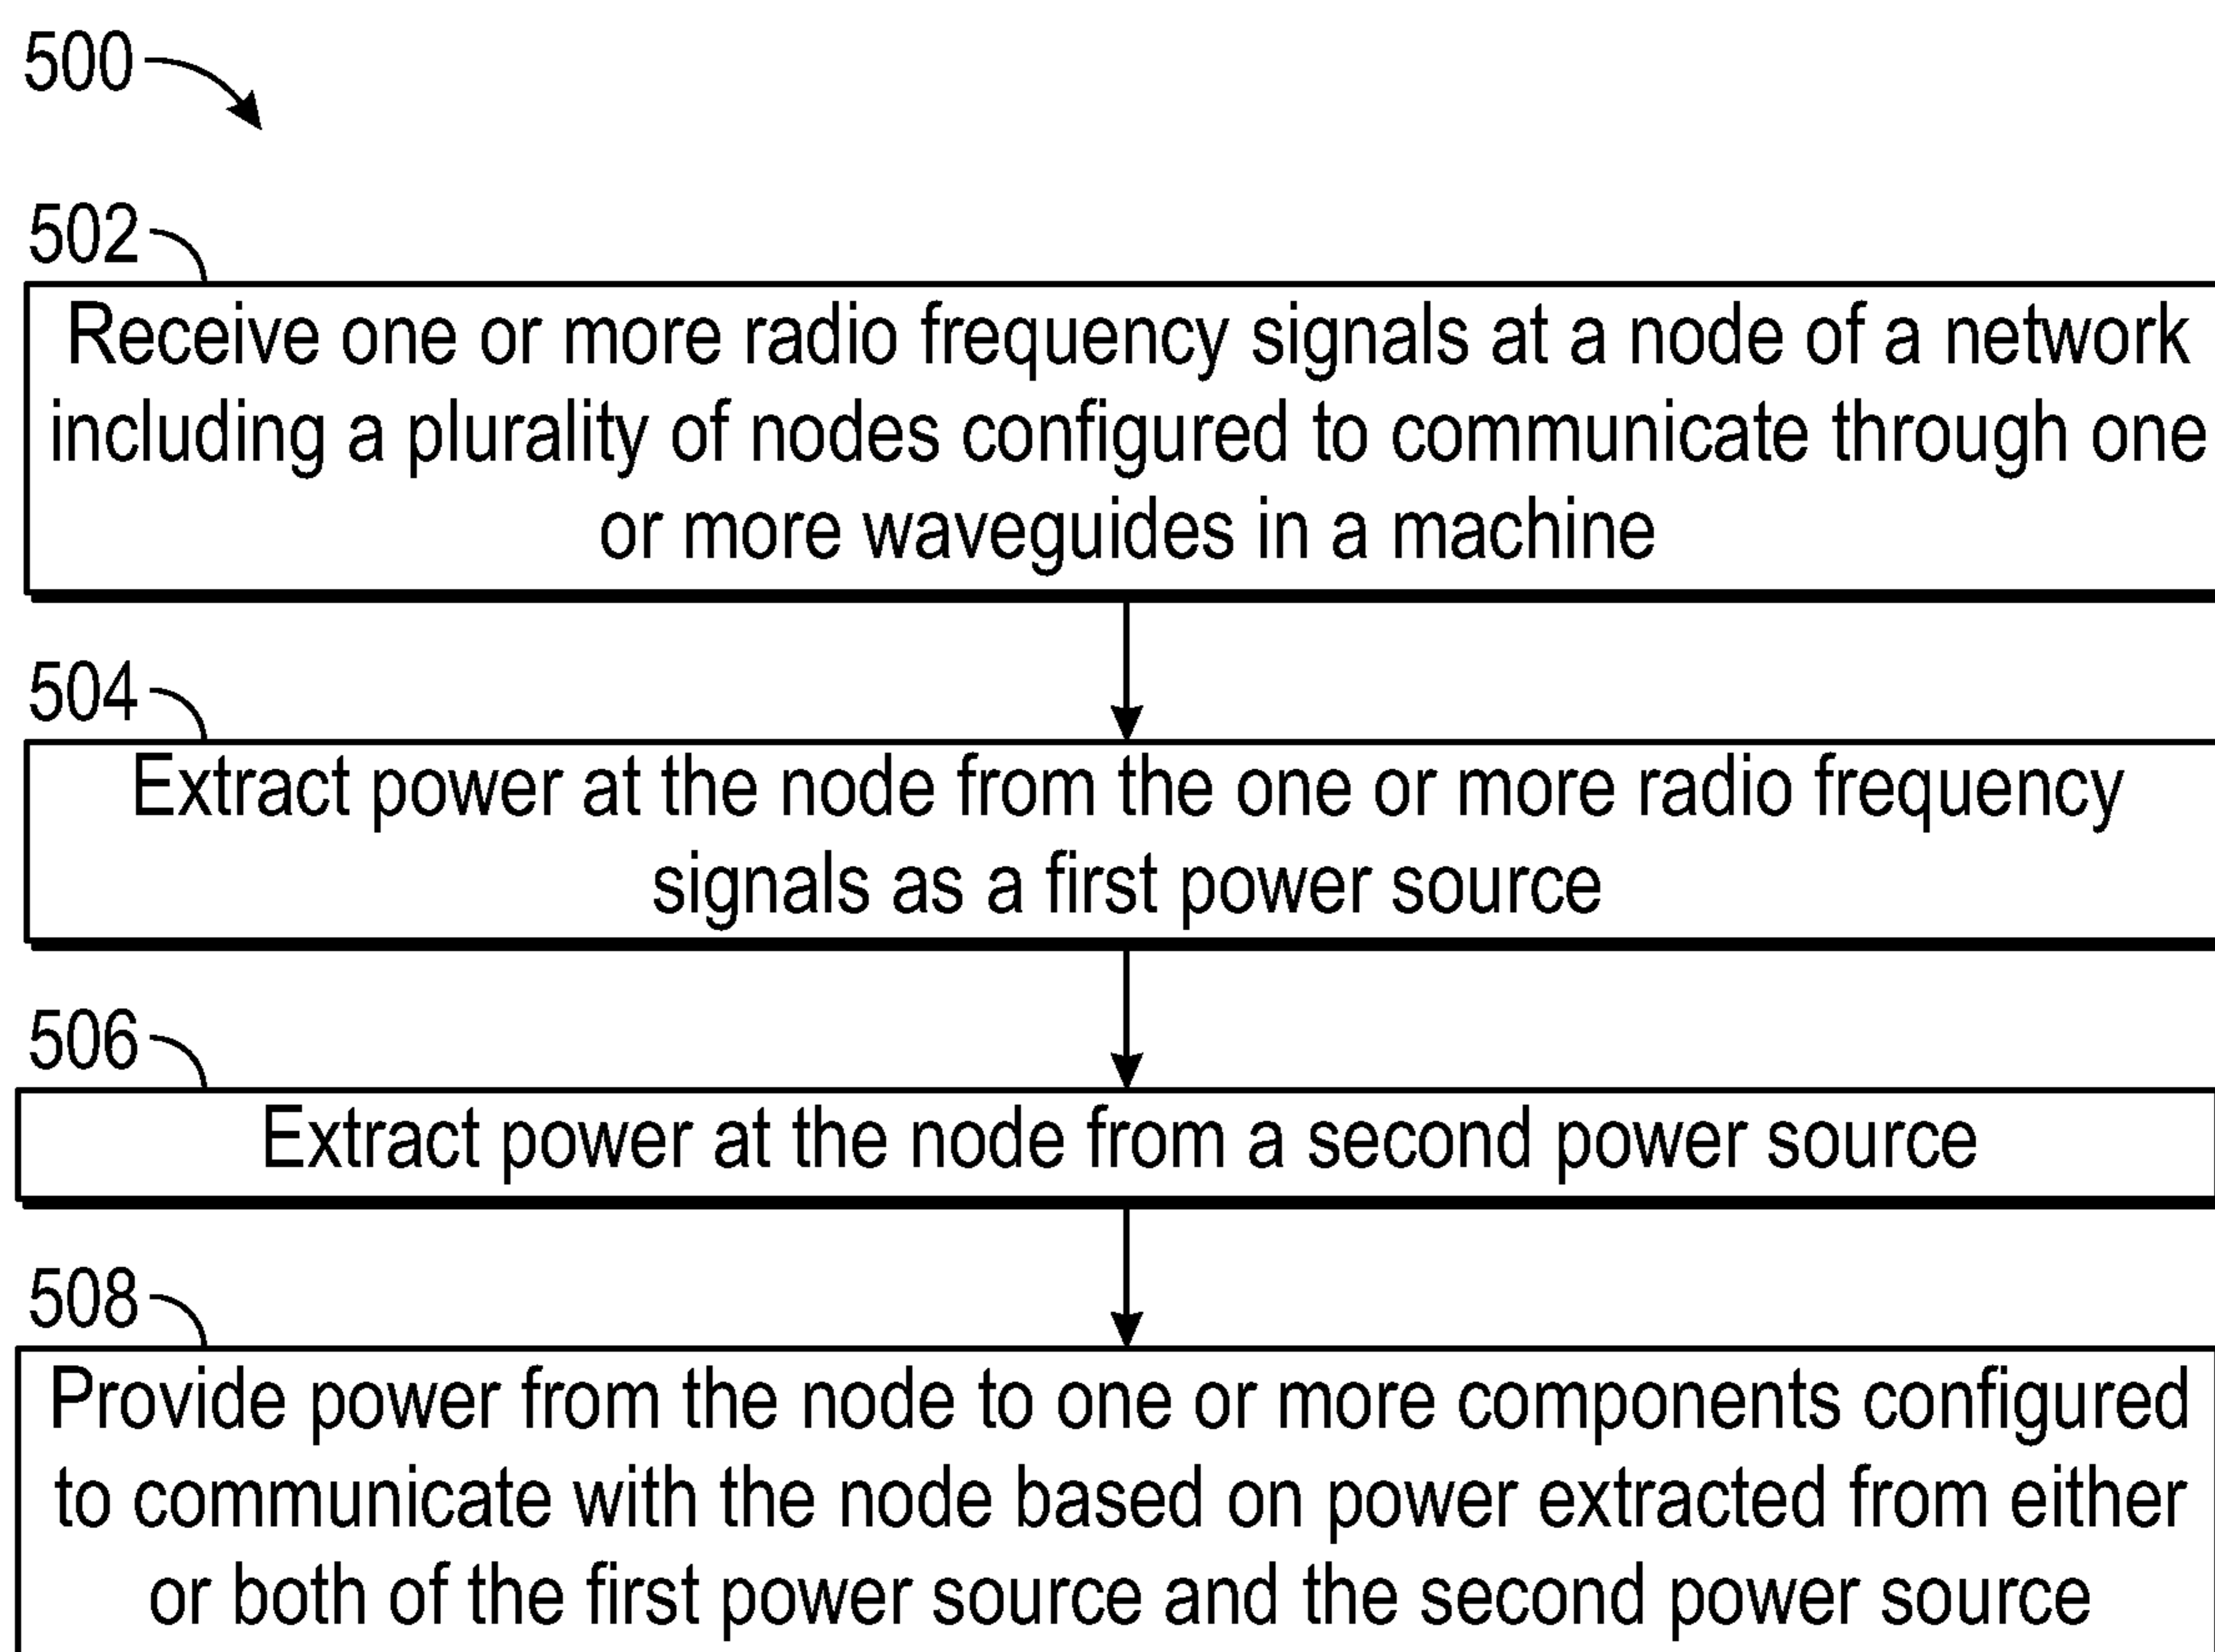 500
502
Receive one or more radio frequency signals at a node of a network
including a plurality of nodes configured to communicate through one
or more waveguides in a machine
504
Extract power at the node from the one or more radio frequency
signals as a first power source
506
Extract power at the node from a second power source
508
Provide power from the node to one or more components configured
to communicate with the node based on power extracted from either
or both of the first power source and the second power source